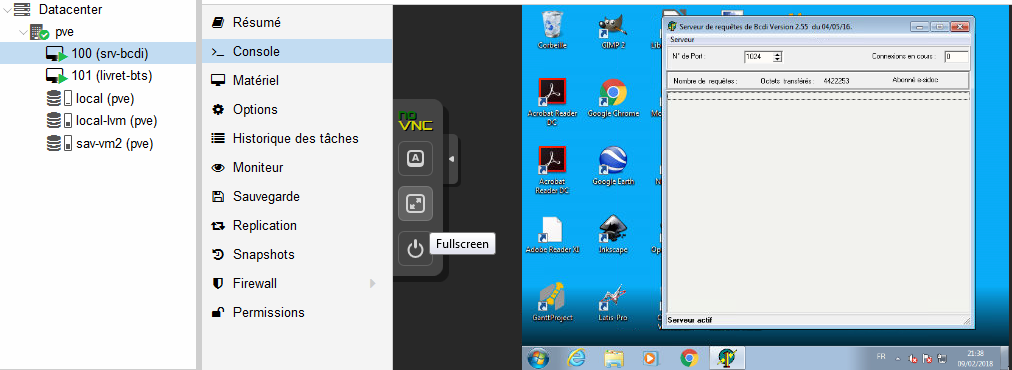 Datacenter
pve
100 (srv-bcdi)
101 (livret-bts)
local (pve)
local-lvm (pve)
sav-vm2 (pve)
Résumé
Console
Matériel
Options
Historique des tâches
Moniteur
Sauvegarde
Replication
Snapshots
Firewall
Permissions
no
VNC
A
Fullscreen
Corbeille
GIMP 2
Acrobat Reader DC
Google Chrome
Acrobat Reader DC
Google Earth
Adobe Reader XI
Inkscape
GanttProject
Latis-Pro
Serveur de requêtes de Bcdi Version 2.55 du 04/05/16.
Serveur
N° de Port : 1024 Connexions en cours : 0
Nombre de requêtes : Octets transférés : 4422253 Abonné e-sidoc
Serveur actif
FR
21:38
09/02/2018